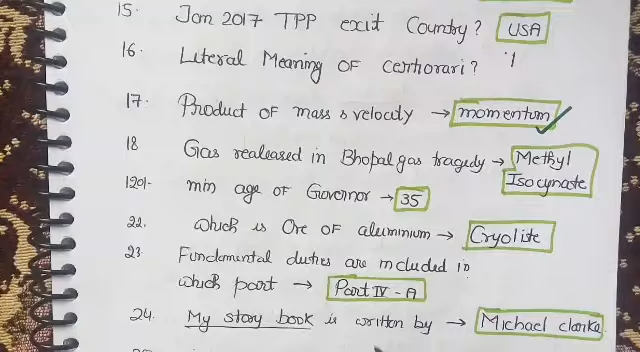 15. Jan 2017 TPP exit Country? USA
16. Literal Meaning OF certiorari?
17. Product OF mass & velocity → momentum
18 Gas realeased in Bhopal gas tragedy → Methyl
Isocynate
min age OF Governor → 35
22. which is Ore OF aluminium → Cryolite
23. Fundamental duties are included in
which part → Part IV - A
24. My story book is written by → Michael clarke